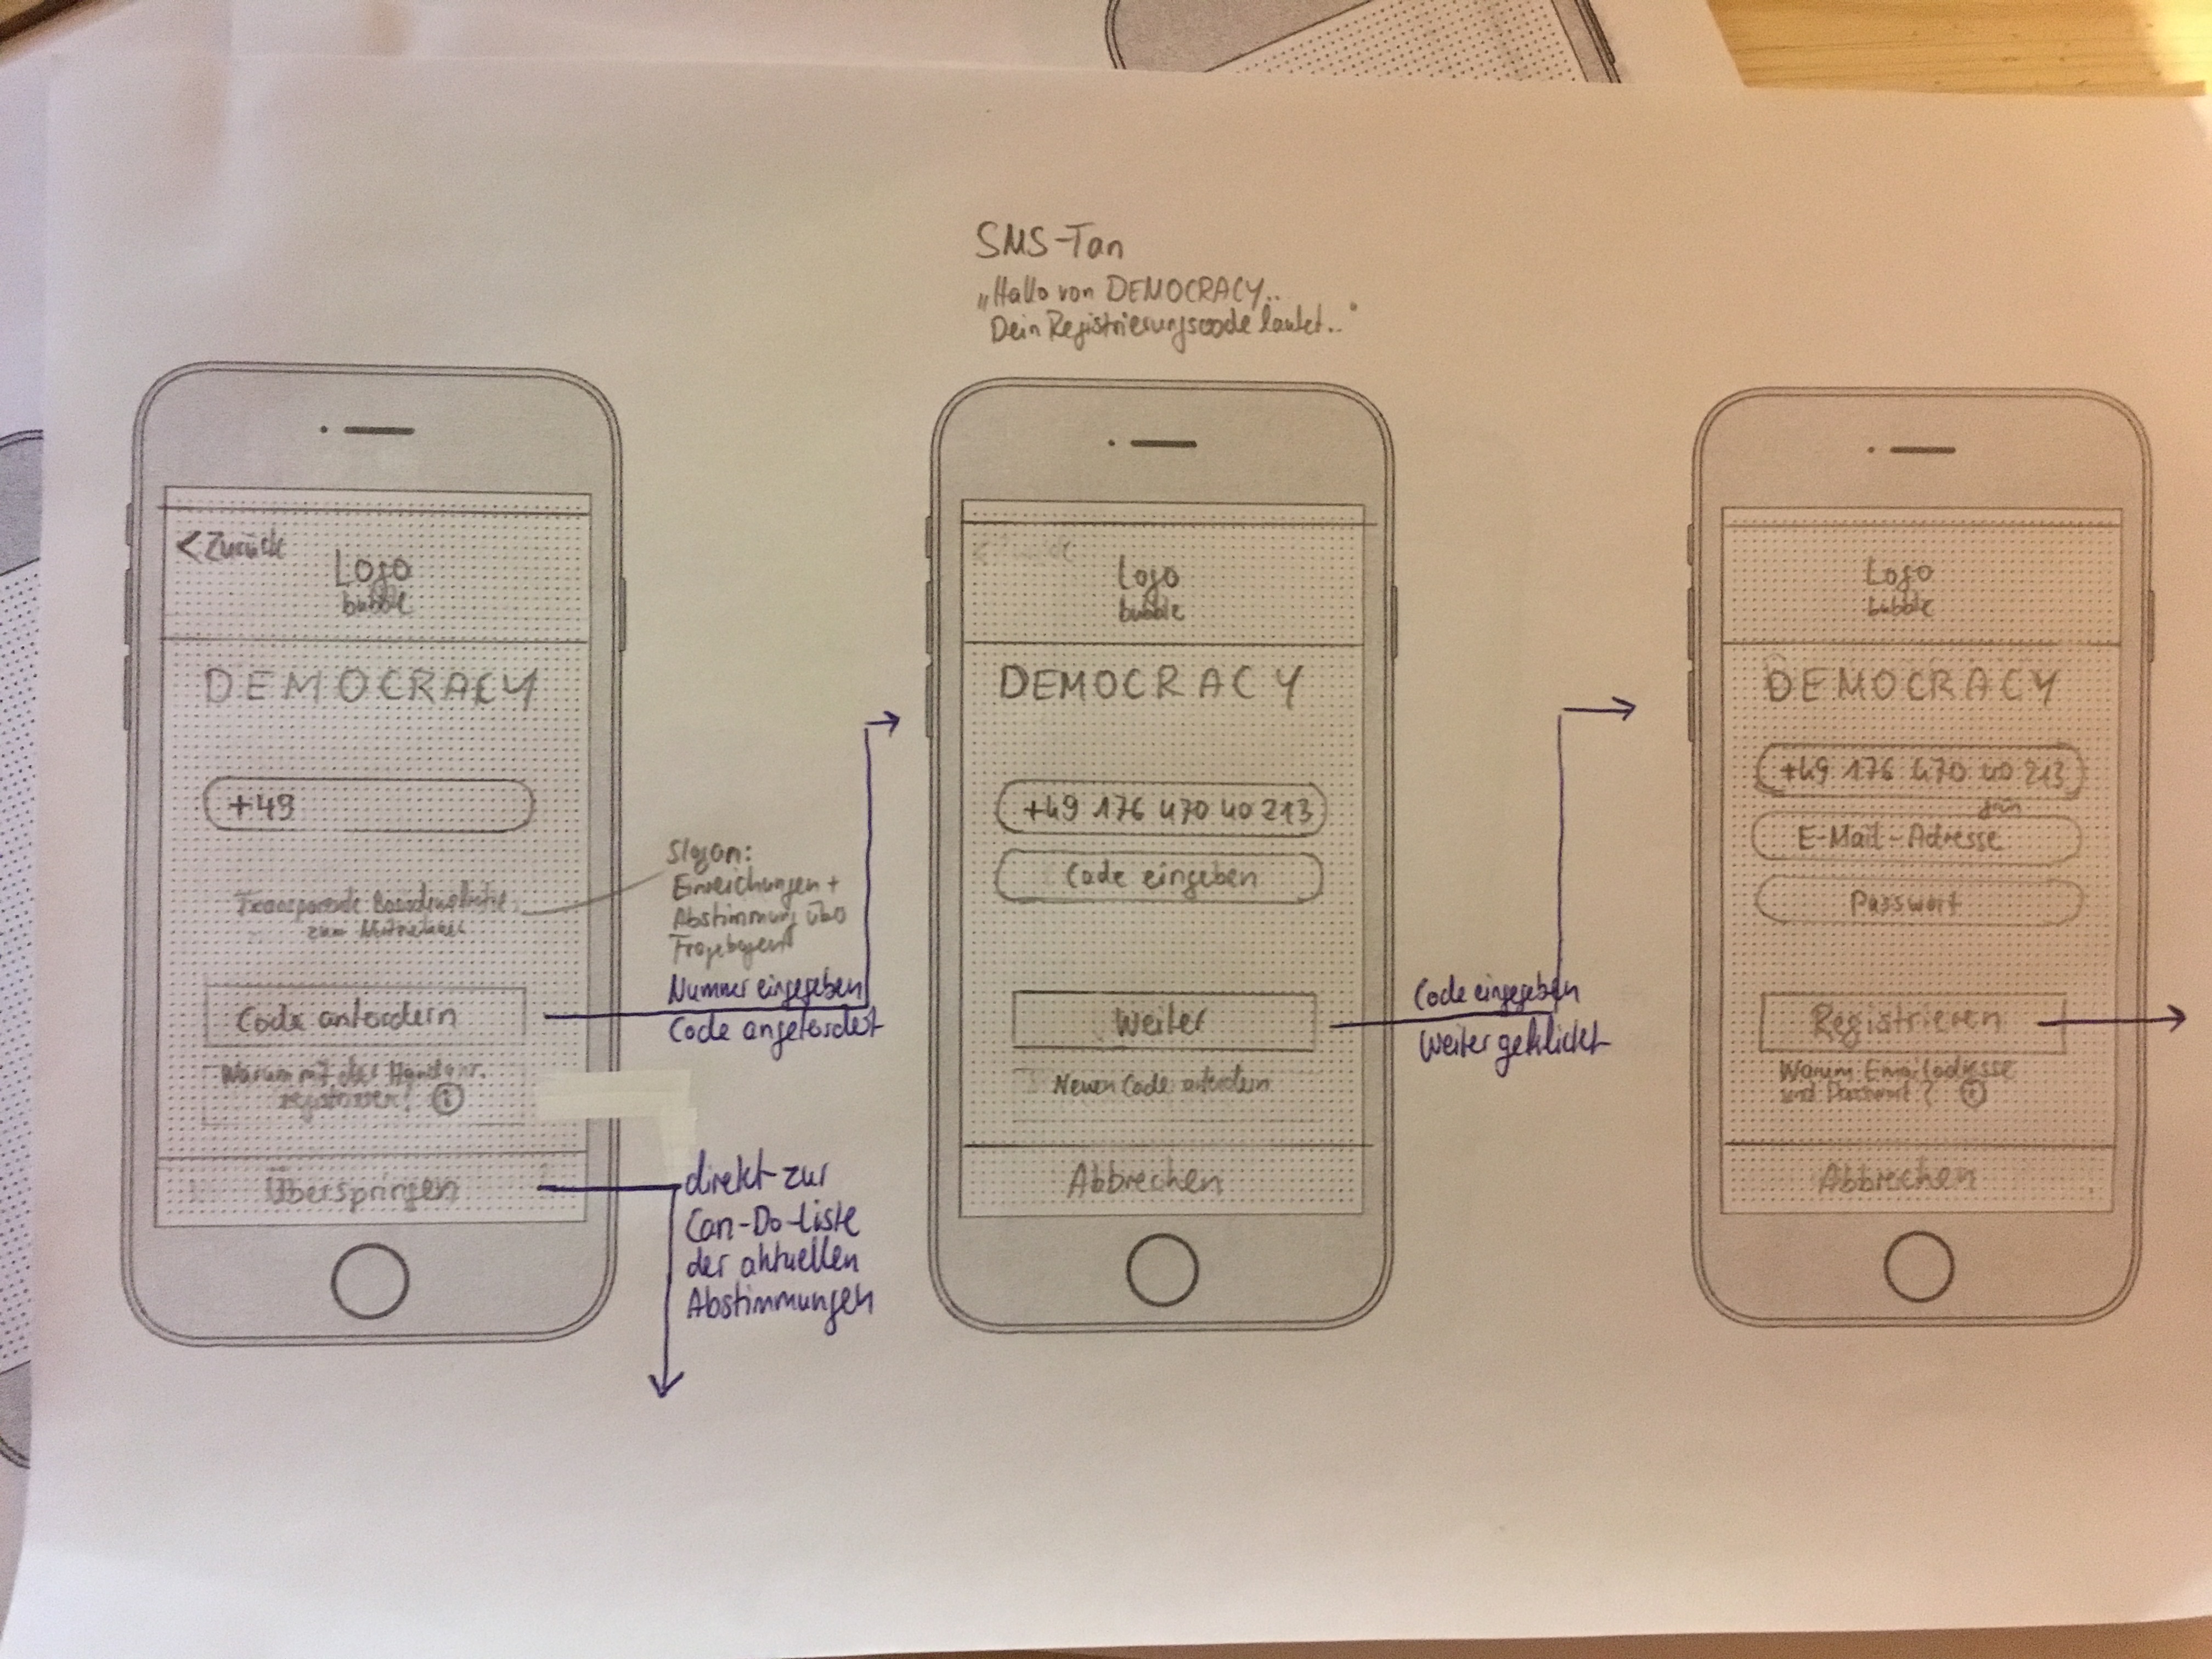 SMS-Tan
„Hallo von DEMOCRACY..
Dein Registrierungscode lautet.."
< Zurück
Logo
bubble
DEMOCRACY
+49
zum
Code anfordern
Warum mit der Handynr.
registrieren? i
Überspringen
Slogan:
Einreichungen +
Abstimmung über
Fragebogen
Nummer eingegeben
Code angefordert
direkt zur
Can-Do-Liste
der aktuellen
Abstimmungen
Logo
bubble
DEMOCRACY
+49 176 470 40 213
Code eingeben
Weiter
Neuen Code anfordern
Abbrechen
Code eingegeben
Weiter geklickt
Logo
bubble
DEMOCRACY
+49 176 470 40 213
E-Mail-Adresse
Passwort
Registrieren
Warum Emailadresse
und Passwort? i
Abbrechen